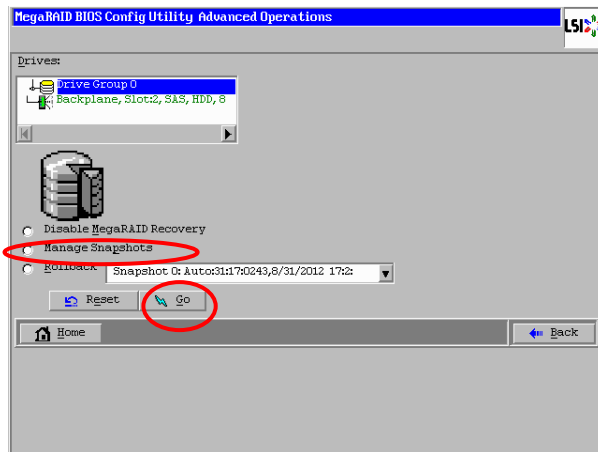 MegaRAID BIOS Config Utility Advanced Operations
LSI
Drives:
Drive Group 0
Backplane, Slot:2, SAS, HDD, 8
Disable MegaRAID Recovery
Manage Snapshots
Rollback Snapshot 0: Auto:31:17:0243,8/31/2012 17:2:
Reset Go
Home Back